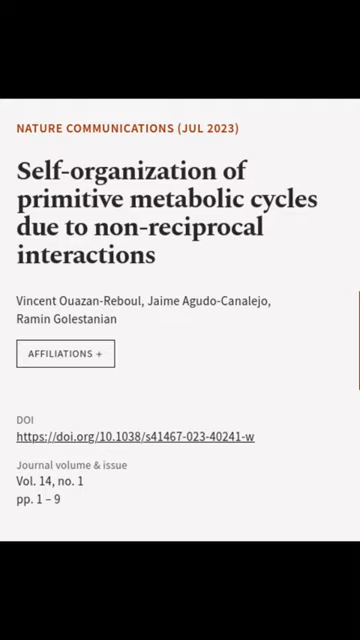 NATURE COMMUNICATIONS (JUL 2023)
Self-organization of
primitive metabolic cycles
due to non-reciprocal
interactions
Vincent Ouazan-Reboul, Jaime Agudo-Canalejo,
Ramin Golestanian
AFFILIATIONS +
DOI
https://doi.org/10.1038/s41467-023-40241-w
Journal volume & issue
Vol. 14, no. 1
pp. 1 – 9